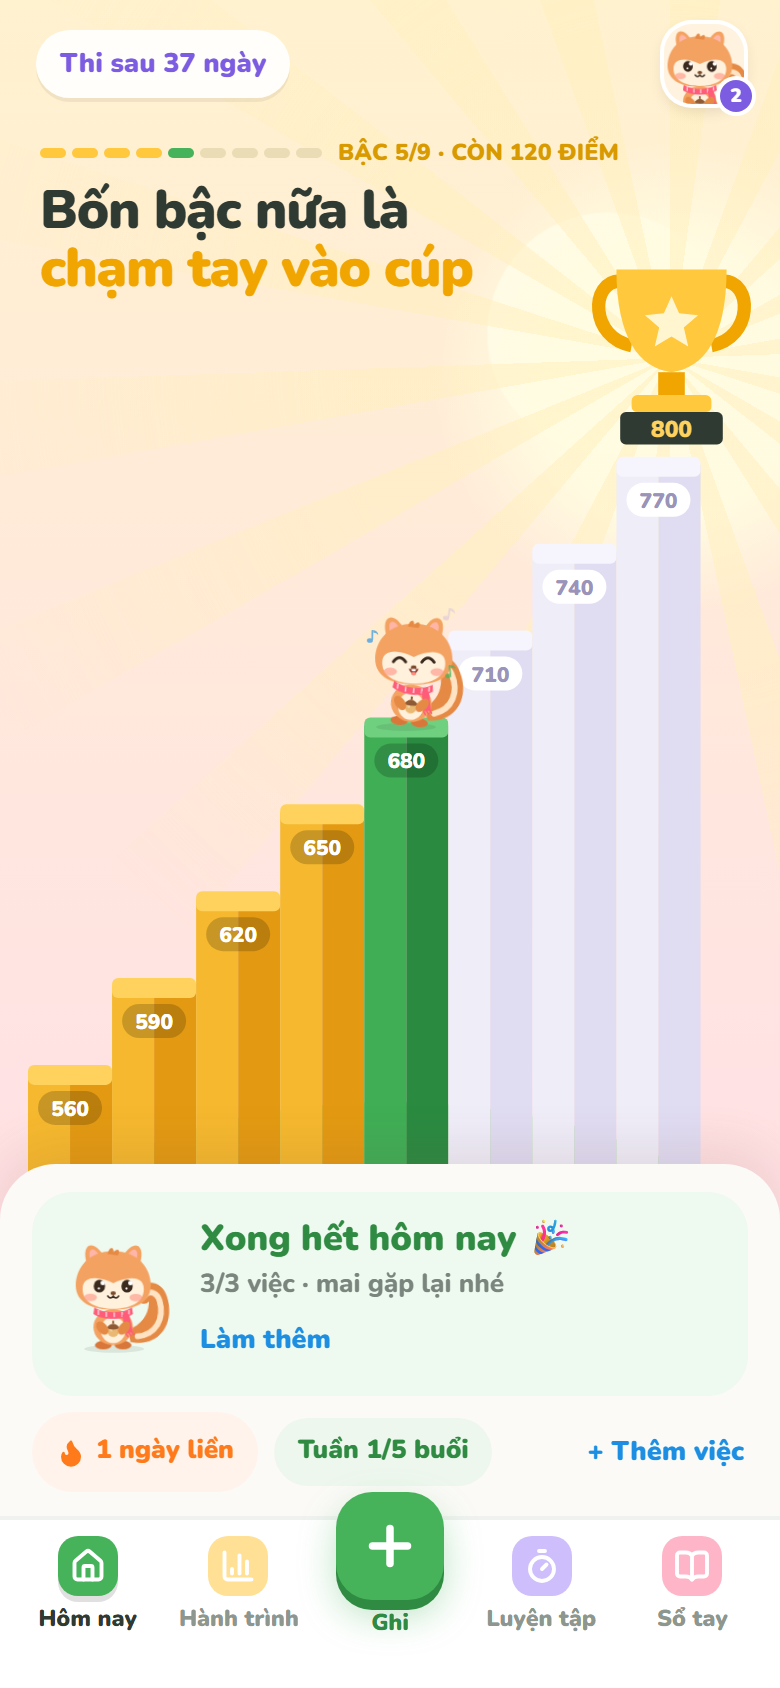 Thi sau 37 ngày
2
BẬC 5/9 · CÒN 120 ĐIỂM
Bốn bậc nữa là
chạm tay vào cúp
800
770
740
710
680
650
620
590
560
Xong hết hôm nay 🎉
3/3 việc · mai gặp lại nhé
Làm thêm
1 ngày liền
Tuần 1/5 buổi
+ Thêm việc
Hôm nay
Hành trình
Ghi
Luyện tập
Sổ tay